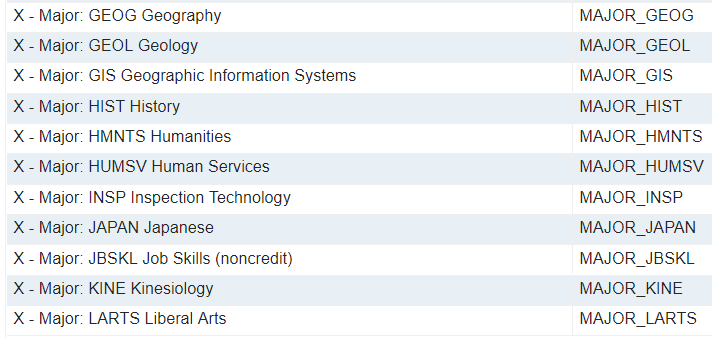 X - Major: GEOG Geography MAJOR_GEOG
X - Major: GEOL Geology MAJOR_GEOL
X - Major: GIS Geographic Information Systems MAJOR_GIS
X - Major: HIST History MAJOR_HIST
X - Major: HMNTS Humanities MAJOR_HMNTS
X - Major: HUMSV Human Services MAJOR_HUMSV
X - Major: INSP Inspection Technology MAJOR_INSP
X - Major: JAPAN Japanese MAJOR_JAPAN
X - Major: JBSKL Job Skills (noncredit) MAJOR_JBSKL
X - Major: KINE Kinesiology MAJOR_KINE
X - Major: LARTS Liberal Arts MAJOR_LARTS